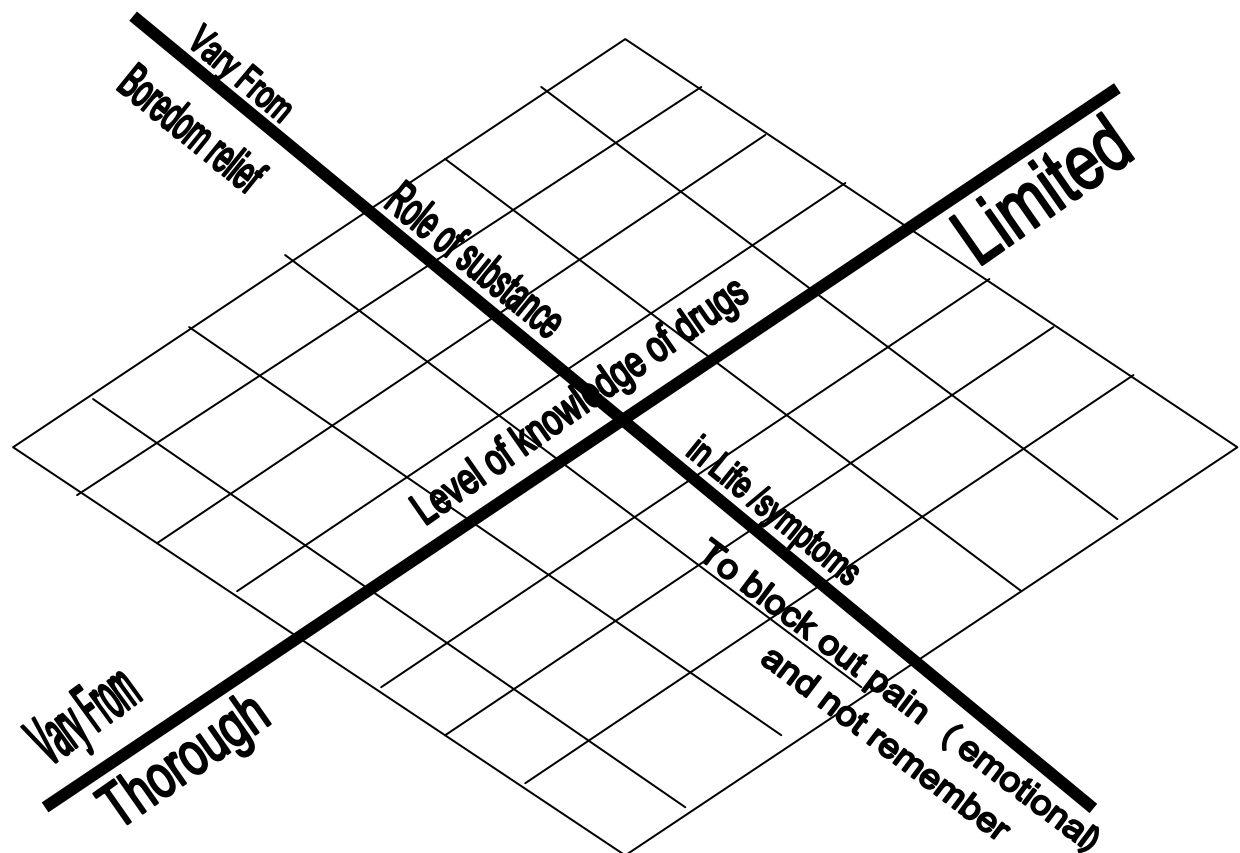 Vary From
Boredom relief
Role of substance
in Life /symptoms
To block out pain ( emotional)
and not remember
Limited
Level of knowledge of drugs
Vary From
Thorough